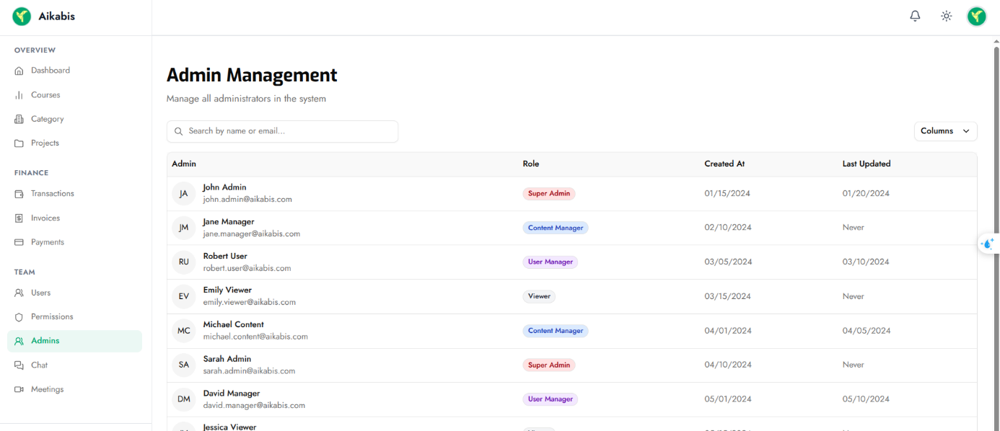 Aikabis
OVERVIEW
Dashboard
Courses
Category
Projects
FINANCE
Transactions
Invoices
Payments
TEAM
Users
Permissions
Admins
Chat
Meetings
Admin Management
Manage all administrators in the system
Search by name or email...
Columns
Admin Role Created At Last Updated
JA John Admin
john.admin@aikabis.com Super Admin 01/15/2024 01/20/2024
JM Jane Manager
jane.manager@aikabis.com Content Manager 02/10/2024 Never
RU Robert User
robert.user@aikabis.com User Manager 03/05/2024 03/10/2024
EV Emily Viewer
emily.viewer@aikabis.com Viewer 03/15/2024 Never
MC Michael Content
michael.content@aikabis.com Content Manager 04/01/2024 04/05/2024
SA Sarah Admin
sarah.admin@aikabis.com Super Admin 04/10/2024 Never
DM David Manager
david.manager@aikabis.com User Manager 05/01/2024 05/10/2024
Jessica Viewer